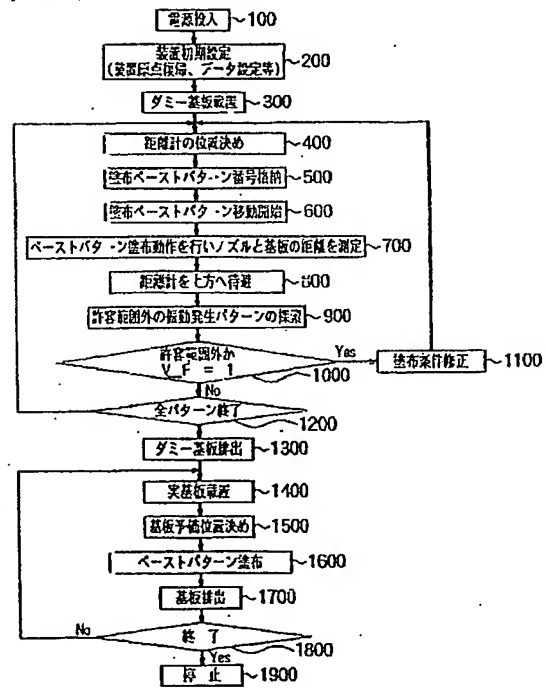 電源投入 100
装置初期設定
(装置原点復局、データ設定等) 200
ダミー基板載置 300
距離計の位置決め 400
塗布ペーストパターン番号格納 500
塗布ペーストパターン移動開始 600
ペーストパターン塗布動作を行いノズルと基板の距離を測定 700
距離計を上方へ待避 800
許容範囲外の振動発生パターンの探索 900
許容範囲外か
V_F = 1
1000
Yes
塗布条件修正 1100
No
全パターン終了
1200
ダミー基板排出 1300
実基板載置 1400
基板予備位置決め 1500
ペーストパターン塗布 1600
基板排出 1700
No
終了
1800
Yes
停止 1900